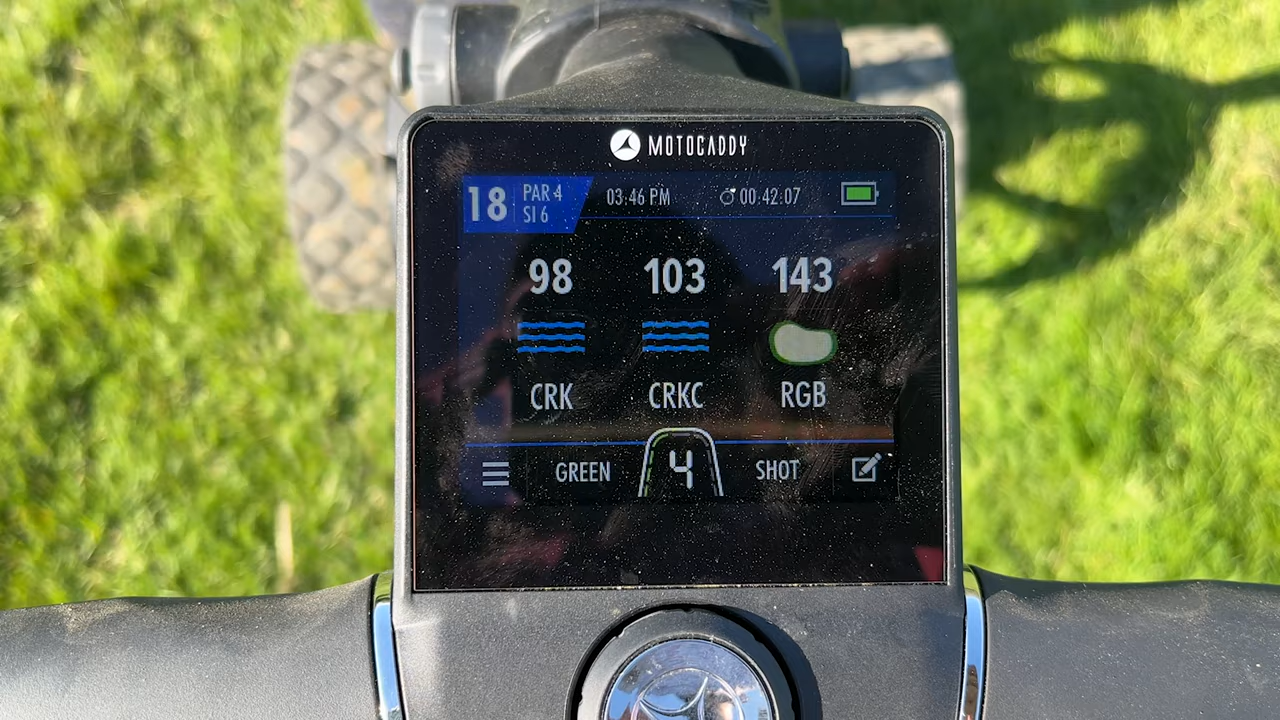 MOTOCADDY
18 PAR 4 03:46 PM 00:42:07
SI 6
98 103 143
CRK CRKC RGB
GREEN 4 SHOT